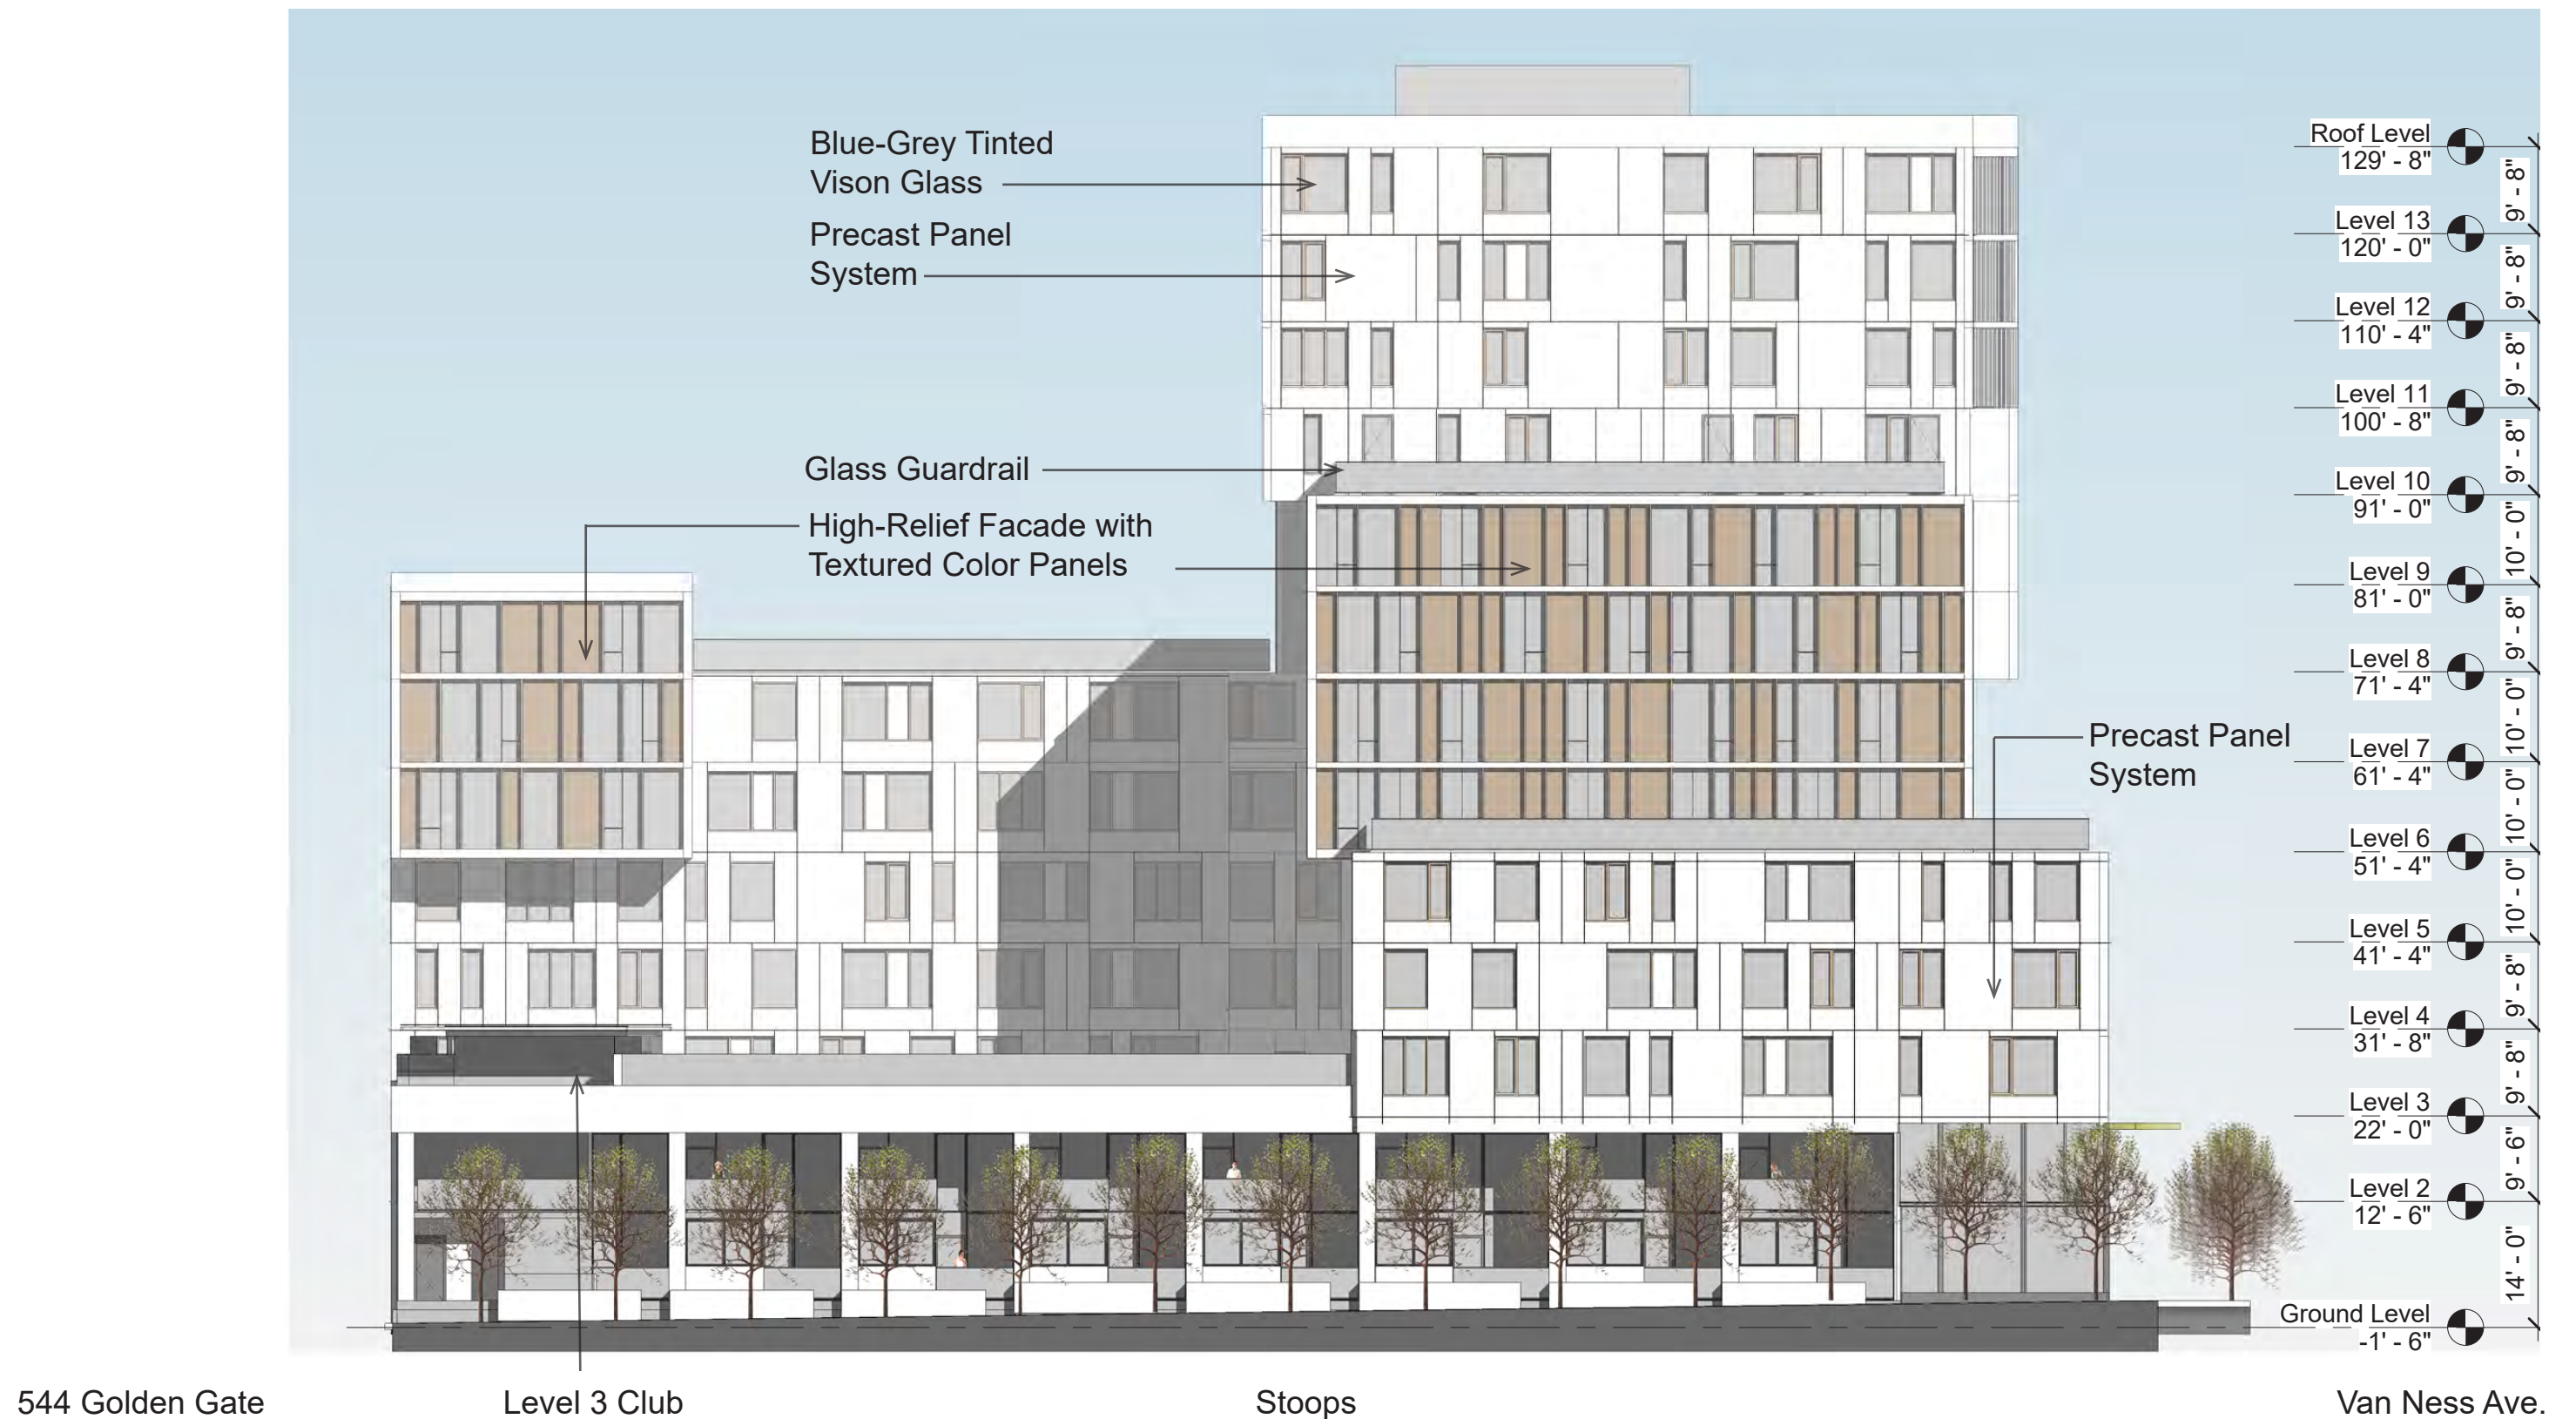 Blue-Grey Tinted
Vison Glass
Precast Panel
System
Glass Guardrail
High-Relief Facade with
Textured Color Panels
Precast Panel
System
Roof Level
129' - 8"
9' - 8"
Level 13
120' - 0"
9' - 8"
Level 12
110' - 4"
9' - 8"
Level 11
100' - 8"
9' - 8"
Level 10
91' - 0"
10' - 0"
Level 9
81' - 0"
9' - 8"
Level 8
71' - 4"
10' - 0"
Level 7
61' - 4"
10' - 0"
Level 6
51' - 4"
10' - 0"
Level 5
41' - 4"
9' - 8"
Level 4
31' - 8"
9' - 8"
Level 3
22' - 0"
9' - 6"
Level 2
12' - 6"
14' - 0"
Ground Level
-1' - 6"
544 Golden Gate
Level 3 Club
Stoops
Van Ness Ave.